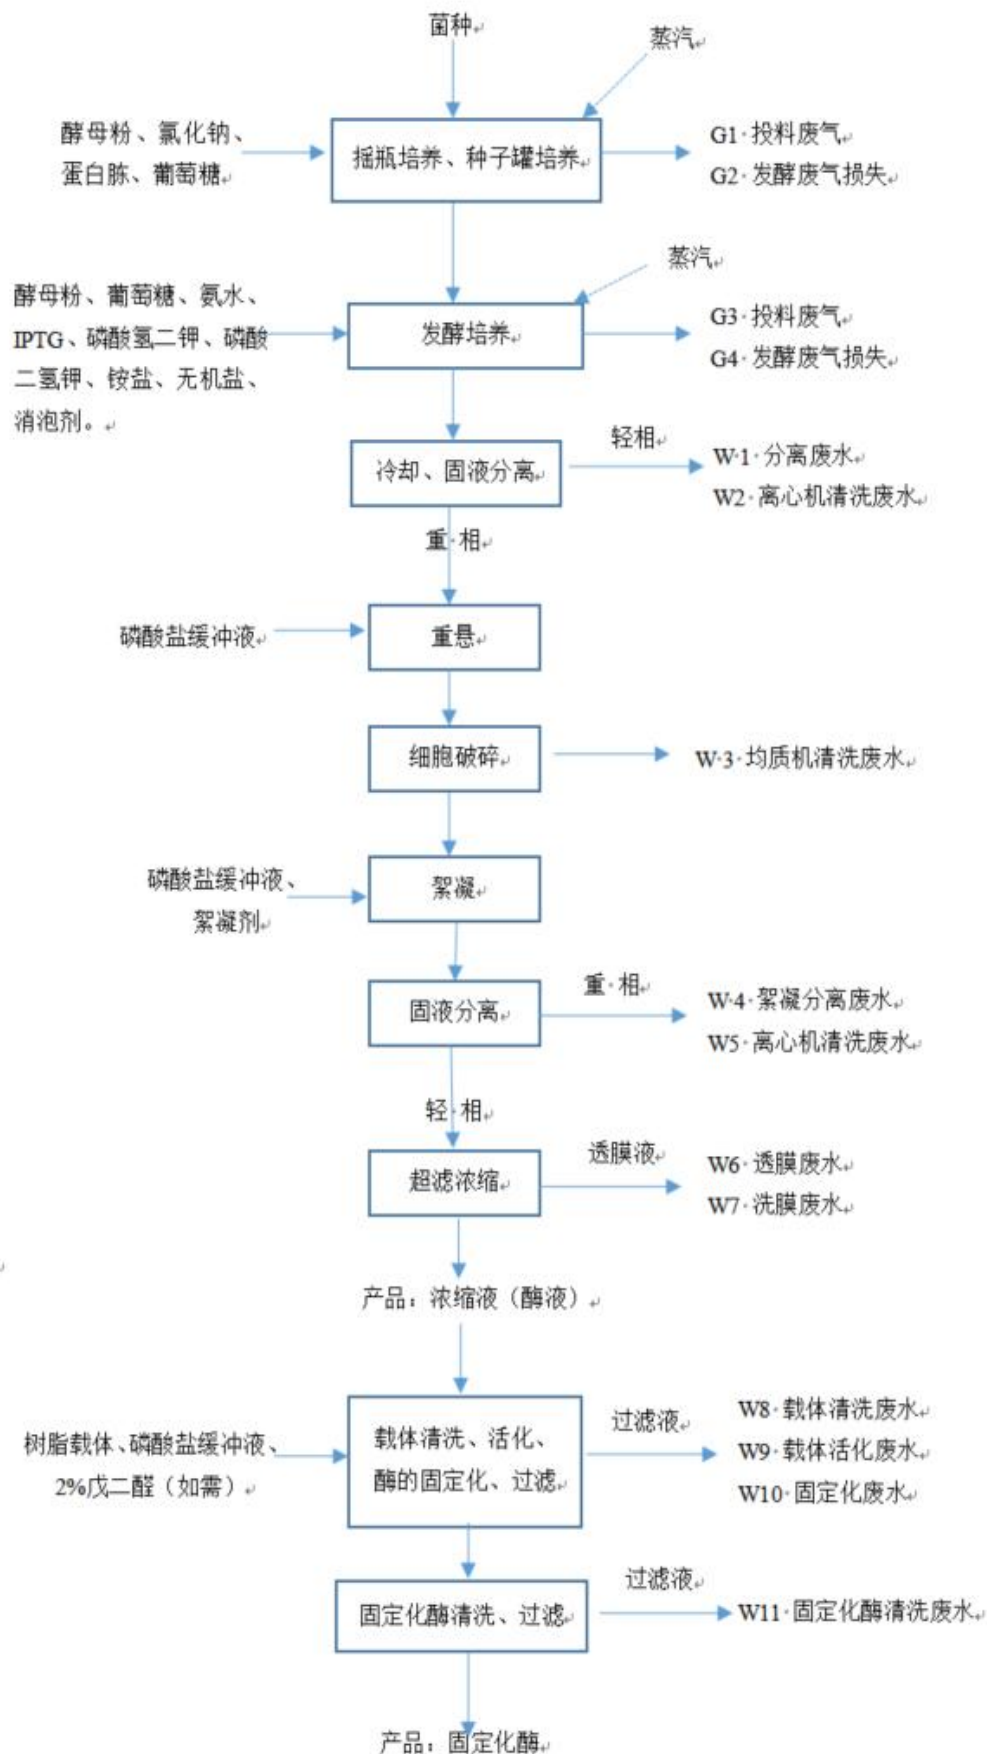 菌种
蒸汽
酵母粉、氯化钠、
蛋白胨、葡萄糖
摇瓶培养、种子罐培养
G1·投料废气
G2·发酵废气损失
蒸汽
酵母粉、葡萄糖、氨水、
IPTG、磷酸氢二钾、磷酸
二氢钾、铵盐、无机盐、
消泡剂。
发酵培养
G3·投料废气
G4·发酵废气损失
冷却、固液分离
轻相
W·1·分离废水
W2·离心机清洗废水
重·相
磷酸盐缓冲液
重悬
细胞破碎
W·3·均质机清洗废水
磷酸盐缓冲液、
絮凝剂
絮凝
固液分离
重·相
W·4·絮凝分离废水
W5·离心机清洗废水
轻·相
超滤浓缩
透膜液
W6·透膜废水
W7·洗膜废水
产品：浓缩液（酶液）
树脂载体、磷酸盐缓冲液、
2%戊二醛（如需）
载体清洗、活化、
酶的固定化、过滤
过滤液
W8·载体清洗废水
W9·载体活化废水
W10·固定化废水
固定化酶清洗、过滤
过滤液
W11·固定化酶清洗废水
产品：固定化酶